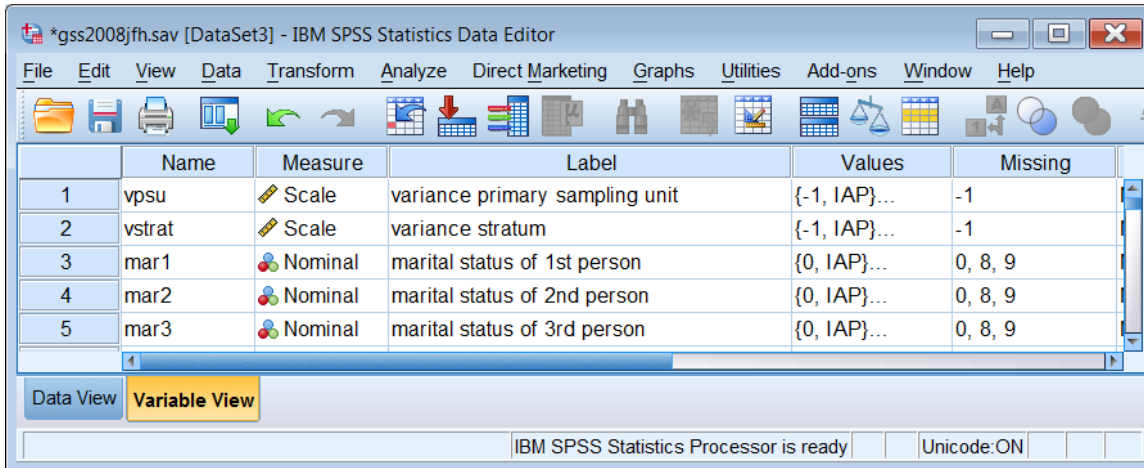 *gss2008jfh.sav [DataSet3] - IBM SPSS Statistics Data Editor
File Edit View Data Transform Analyze Direct Marketing Graphs Utilities Add-ons Window Help
Name Measure Label Values Missing
1 vpsu Scale variance primary sampling unit {-1, IAP}... -1
2 vstrat Scale variance stratum {-1, IAP}... -1
3 mar1 Nominal marital status of 1st person {0, IAP}... 0, 8, 9
4 mar2 Nominal marital status of 2nd person {0, IAP}... 0, 8, 9
5 mar3 Nominal marital status of 3rd person {0, IAP}... 0, 8, 9
Data View Variable View
IBM SPSS Statistics Processor is ready Unicode:ON